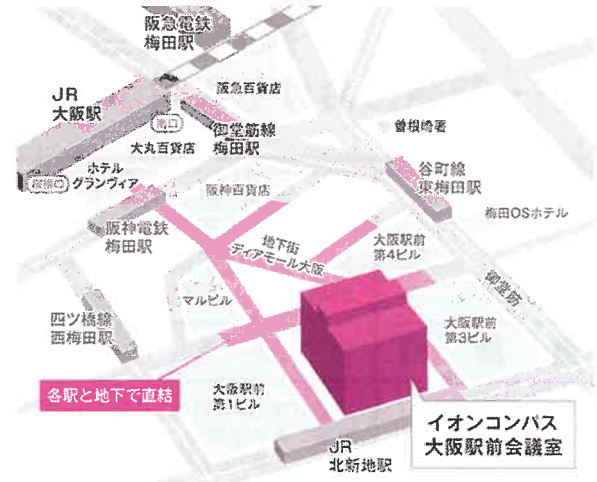 阪急電鉄
梅田駅
JR
大阪駅
阪急百貨店
南口
御堂筋線
梅田駅
大丸百貨店
曽根崎署
ホテル
グランヴィア
桜橋口
谷町線
東梅田駅
阪神百貨店
阪神電鉄
梅田駅
梅田OSホテル
地下街
ディアモール大阪
大阪駅前
第4ビル
御堂筋
マルビル
四ツ橋線
西梅田駅
大阪駅前
第3ビル
各駅と地下で直結
大阪駅前
第1ビル
イオンコンパス
大阪駅前会議室
JR
北新地駅